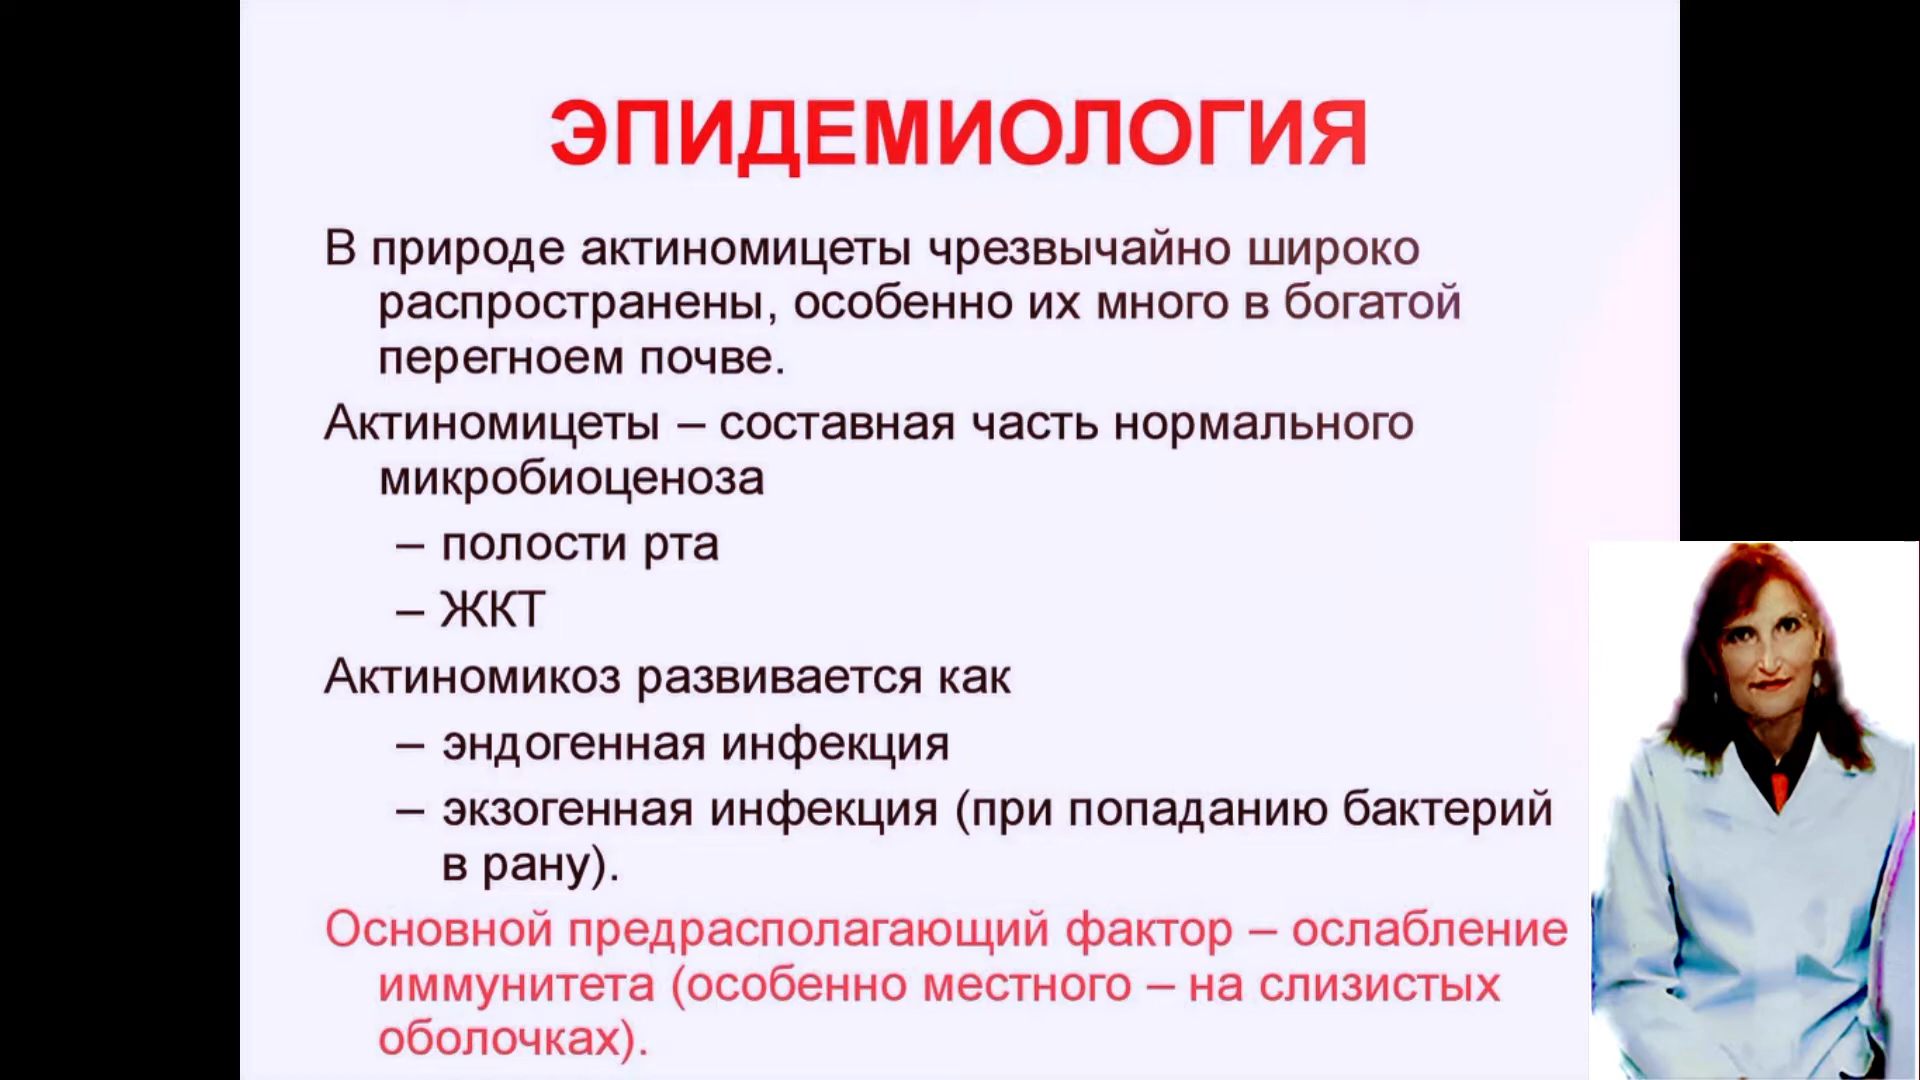 ЭПИДЕМИОЛОГИЯ
В природе актиномицеты чрезвычайно широко
распространены, особенно их много в богатой
перегноем почве.
Актиномицеты – составная часть нормального
микробиоценоза
– полости рта
– ЖКТ
Актиномикоз развивается как
– эндогенная инфекция
– экзогенная инфекция (при попаданию бактерий
в рану).
Основной предрасполагающий фактор – ослабление
иммунитета (особенно местного – на слизистых
оболочках).